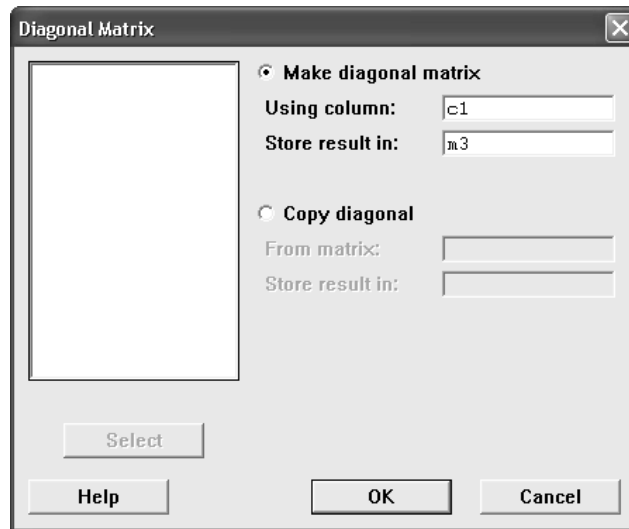 Diagonal Matrix
Make diagonal matrix
Using column: c1
Store result in: m3
Copy diagonal
From matrix:
Store result in:
Select
Help OK Cancel